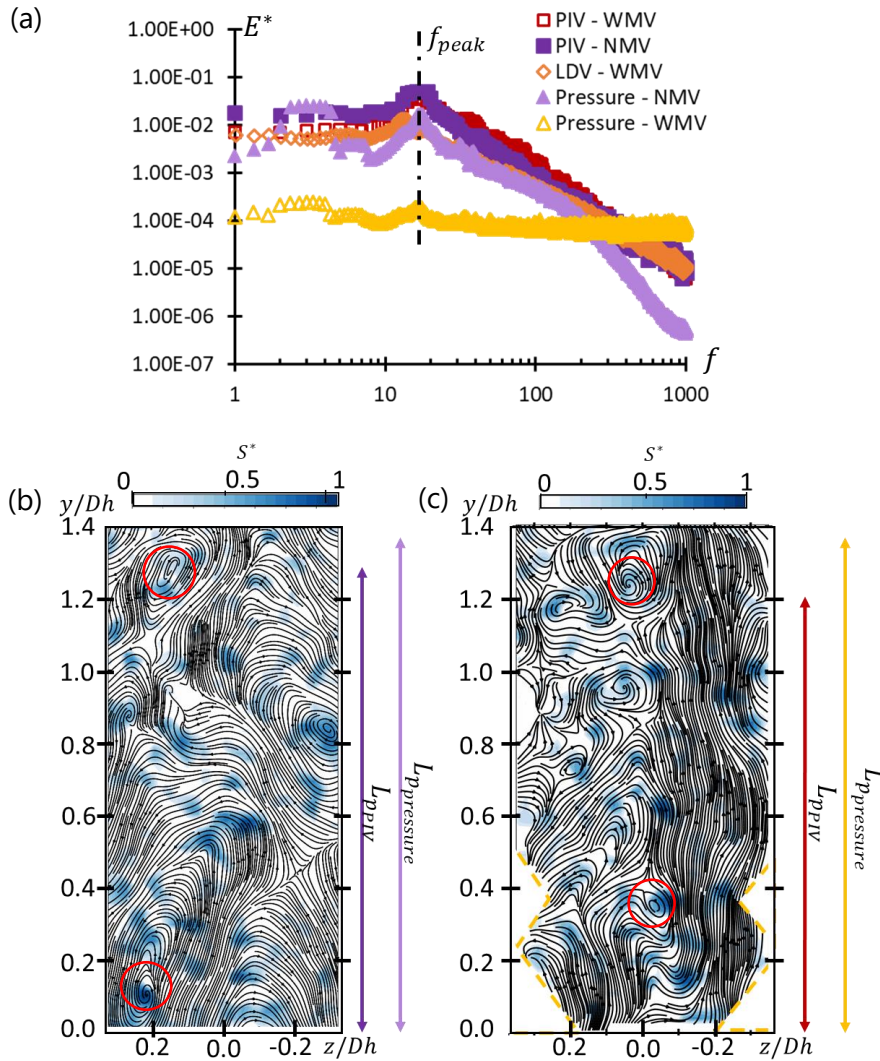 (a)
E*
1.00E+00
1.00E-01
1.00E-02
1.00E-03
1.00E-04
1.00E-05
1.00E-06
1.00E-07
1 10 100 1000
f
f_peak
PIV - WMV
PIV - NMV
LDV – WMV
Pressure - NMV
Pressure - WMV
(b)
S*
0 0.5 1
y/Dh
1.4
1.2
1.0
0.8
0.6
0.4
0.2
0.0
0.2 0.0 -0.2
z/Dh
L_pPIV
L_ppressure
(c)
S*
0 0.5 1
y/Dh
1.4
1.2
1.0
0.8
0.6
0.4
0.2
0.0
0.2 0.0 -0.2
z/Dh
L_pPIV
L_ppressure